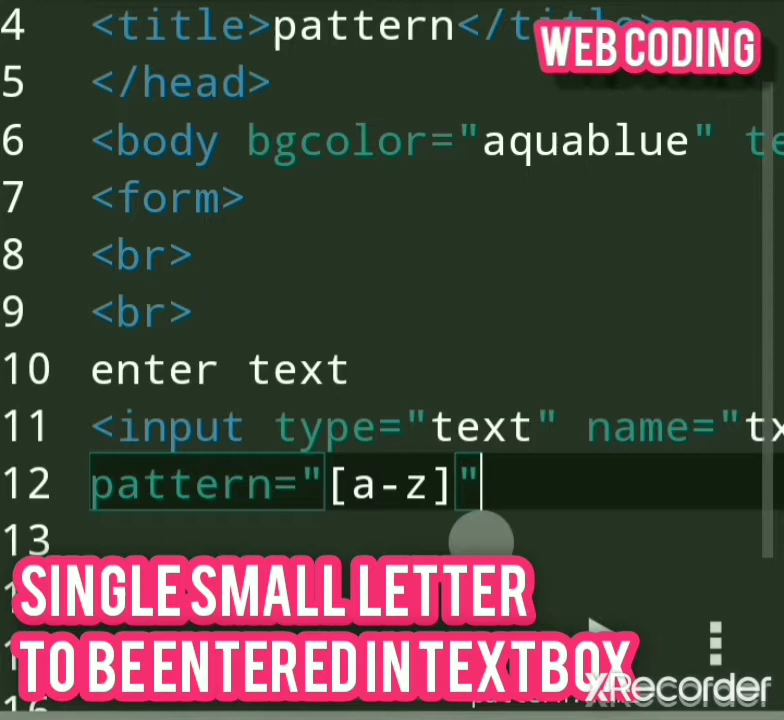 4 <title>pattern</title>
WEB CODING
5 </head>
6 <body bgcolor="aquablue" te
7 <form>
8 <br>
9 <br>
10 enter text
11 <input type="text" name="tx
12 pattern="[a-z]"
13
SINGLE SMALL LETTER
TO BE ENTERED IN TEXTBOX
XRecorder